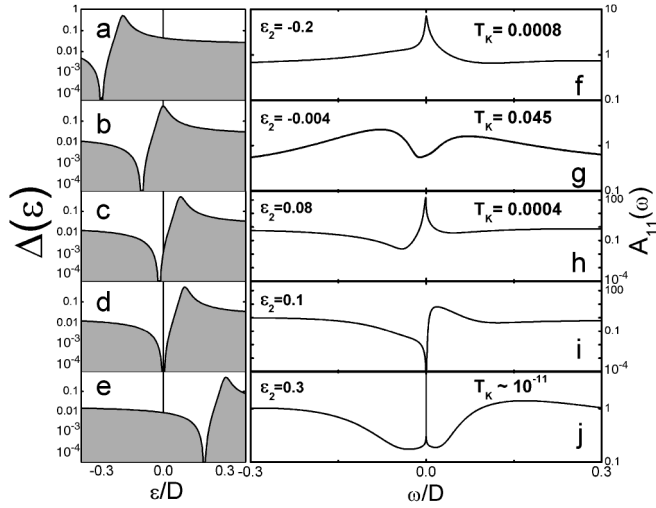 Δ(ε)
1
0.1
0.01
10⁻³
10⁻⁴
a
ε₂= -0.2
T_K= 0.0008
f
10
1
0.1
0.1
0.01
10⁻³
10⁻⁴
b
ε₂= -0.004
T_K= 0.045
g
1
0.1
0.1
0.01
10⁻³
10⁻⁴
c
ε₂=0.08
T_K= 0.0004
h
100
0.1
10⁻⁴
0.1
0.01
10⁻³
10⁻⁴
d
ε₂=0.1
i
100
0.1
10⁻⁴
0.1
0.01
10⁻⁴
e
ε₂=0.3
T_K ~ 10⁻¹¹
j
1
0.1
A₁₁(ω)
-0.3 0.0 0.3
ε/D
-0.3 0.0 0.3
ω/D